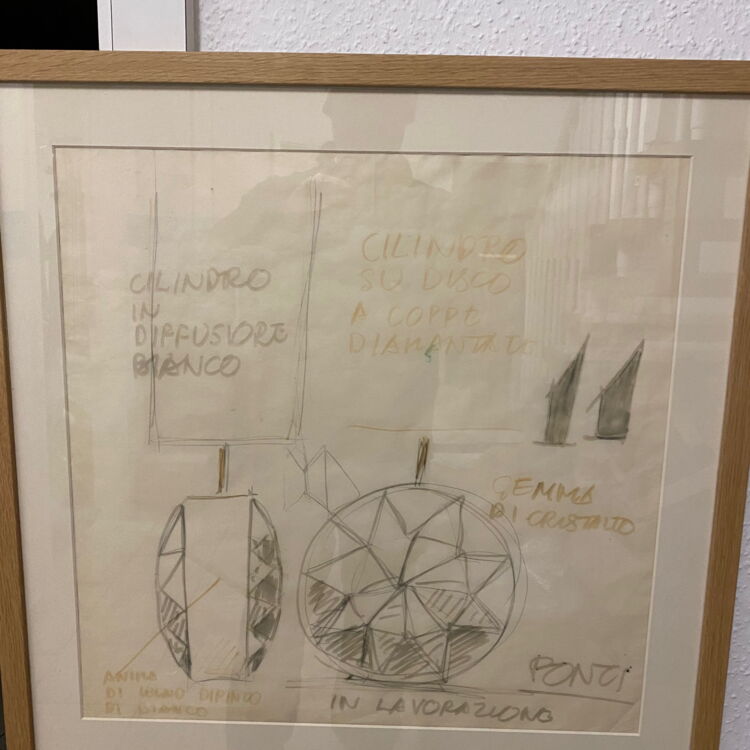 CILINDRO
IN
DIFFUSIORE
BIANCO
CILINDRO
SU DISCO
A COPPE
DIAMANTATE
GEMMA
DI CRISTALLO
ANIMA
DI LEGNO DIPINTO
DI BIANCO
IN LAVORAZIONE
PONTI